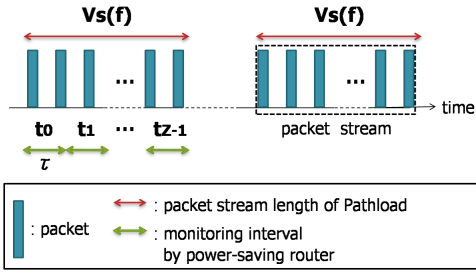 Vs(f) Vs(f)
... ...
time
t0 t1 ... tZ-1 packet stream
τ
: packet
: packet stream length of Pathload
: monitoring interval
by power-saving router